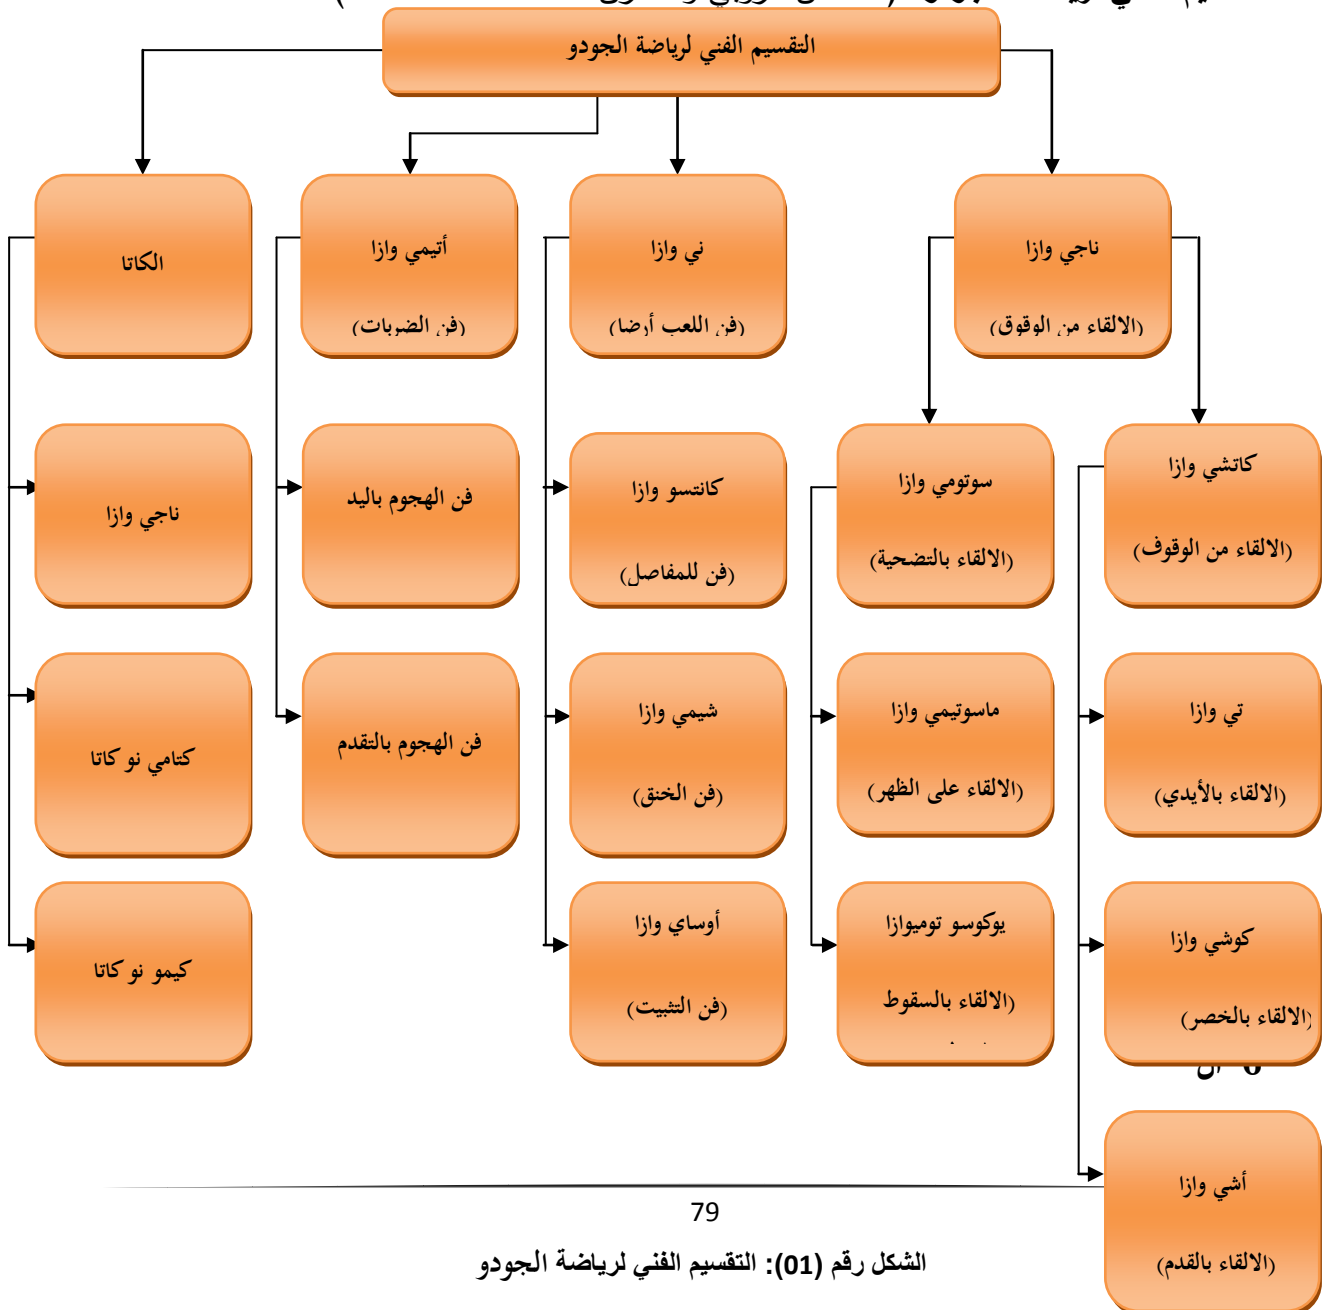 التقسيم الفني لرياضة الجودو
ناجي وازا
(الالقاء من الوقوق)
ني وازا
(فن اللعب أرضا)
أتيمي وازا
(فن الضربات)
الكاتا
كاتشي وازا
(الالقاء من الوقوف)
سوتومي وازا
(الالقاء بالتضحية)
كانتسو وازا
(فن للمفاصل)
فن الهجوم باليد
ناجي وازا
تي وازا
(الالقاء بالأيدي)
ماسوتيمي وازا
(الالقاء على الظهر)
شيمي وازا
(فن الخنق)
فن الهجوم بالتقدم
كتامي نو كاتا
كوشي وازا
(الالقاء بالخصر)
يوكوسو توميوازا
(الالقاء بالسقوط
أوساي وازا
(فن التثبيت)
كيمو نو كاتا
أشي وازا
(الالقاء بالقدم)
79
الشكل رقم (01): التقسيم الفني لرياضة الجودو